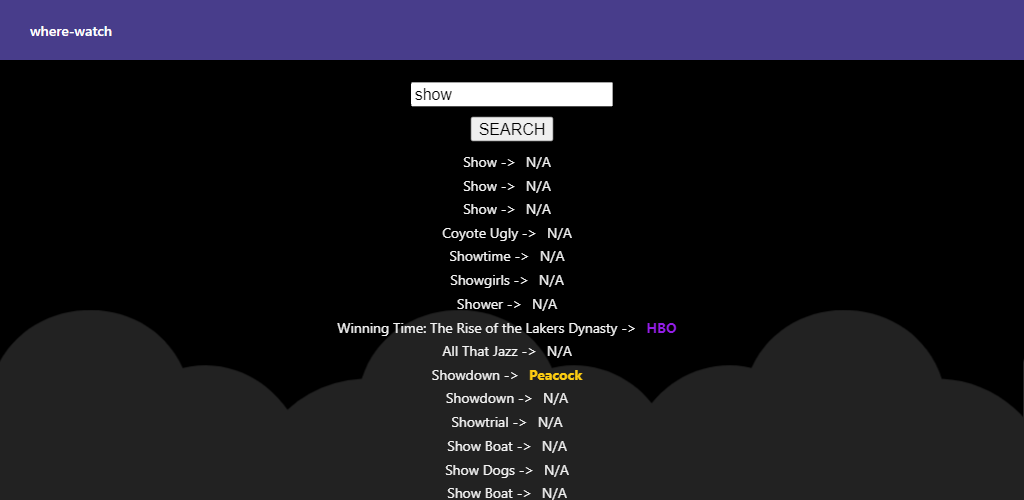 where-watch
show
SEARCH
Show -> N/A
Show -> N/A
Show -> N/A
Coyote Ugly -> N/A
Showtime -> N/A
Showgirls -> N/A
Shower -> N/A
Winning Time: The Rise of the Lakers Dynasty -> HBO
All That Jazz -> N/A
Showdown -> Peacock
Showdown -> N/A
Showtrial -> N/A
Show Boat -> N/A
Show Dogs -> N/A
Show Boat -> N/A